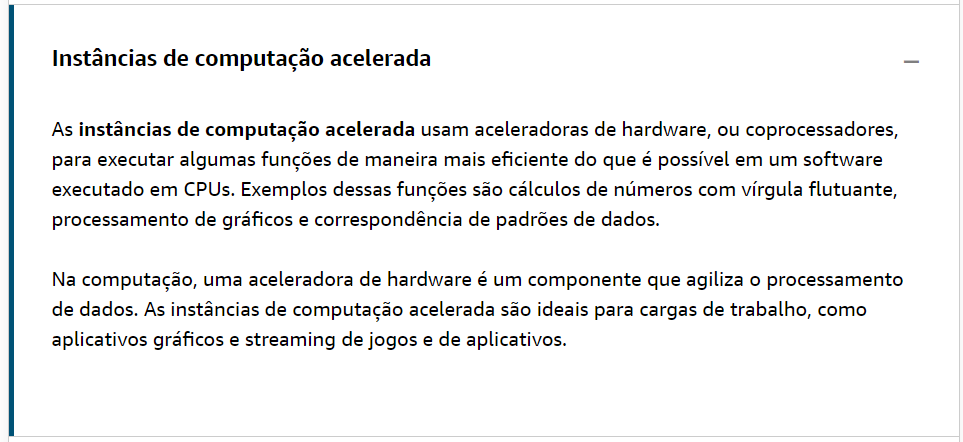 Instâncias de computação acelerada
As instâncias de computação acelerada usam aceleradoras de hardware, ou coprocessadores,
para executar algumas funções de maneira mais eficiente do que é possível em um software
executado em CPUs. Exemplos dessas funções são cálculos de números com vírgula flutuante,
processamento de gráficos e correspondência de padrões de dados.
Na computação, uma aceleradora de hardware é um componente que agiliza o processamento
de dados. As instâncias de computação acelerada são ideais para cargas de trabalho, como
aplicativos gráficos e streaming de jogos e de aplicativos.